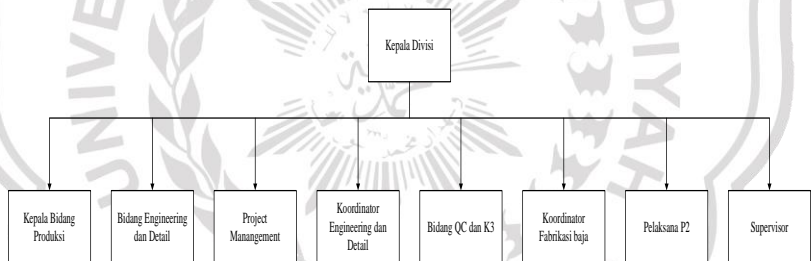 Kepala Divisi
Kepala Bidang
Produksi
Bidang Engineering
dan Detail
Project
Manangement
Koordinator
Engineering dan
Detail
Bidang QC dan K3
Koordinator
Fabrikasi baja
Pelaksana P2
Supervisor